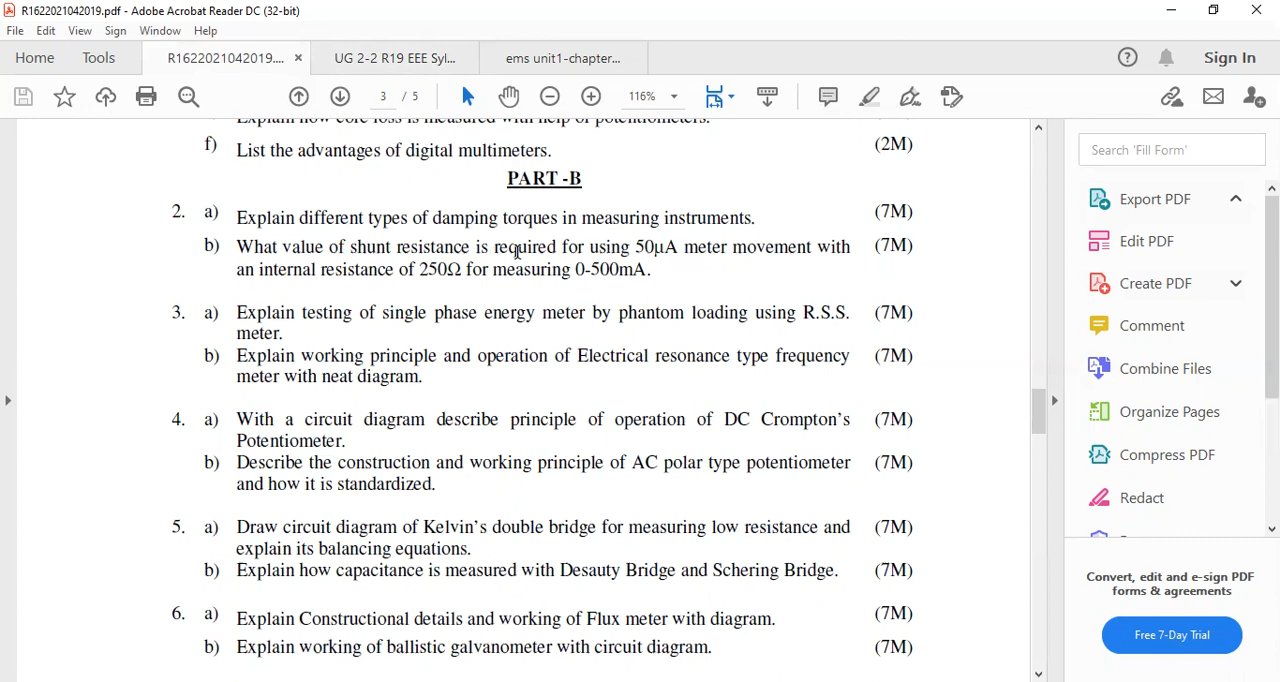 R1622021042019.pdf - Adobe Acrobat Reader DC (32-bit)
File Edit View Sign Window Help
Home Tools R1622021042019.... × UG 2-2 R19 EEE Syl... ems unit1-chapter... Sign In
3 / 5 116%
Explain how core loss is measured with help of potentiometers.
f) List the advantages of digital multimeters. (2M)
PART -B
2. a) Explain different types of damping torques in measuring instruments. (7M)
b) What value of shunt resistance is required for using 50µA meter movement with (7M)
an internal resistance of 250Ω for measuring 0-500mA.
3. a) Explain testing of single phase energy meter by phantom loading using R.S.S. (7M)
meter.
b) Explain working principle and operation of Electrical resonance type frequency (7M)
meter with neat diagram.
4. a) With a circuit diagram describe principle of operation of DC Crompton's (7M)
Potentiometer.
b) Describe the construction and working principle of AC polar type potentiometer (7M)
and how it is standardized.
5. a) Draw circuit diagram of Kelvin's double bridge for measuring low resistance and (7M)
explain its balancing equations.
b) Explain how capacitance is measured with Desauty Bridge and Schering Bridge. (7M)
6. a) Explain Constructional details and working of Flux meter with diagram. (7M)
b) Explain working of ballistic galvanometer with circuit diagram. (7M)
Search 'Fill Form'
Export PDF
Edit PDF
Create PDF
Comment
Combine Files
Organize Pages
Compress PDF
Redact
Convert, edit and e-sign PDF
forms & agreements
Free 7-Day Trial